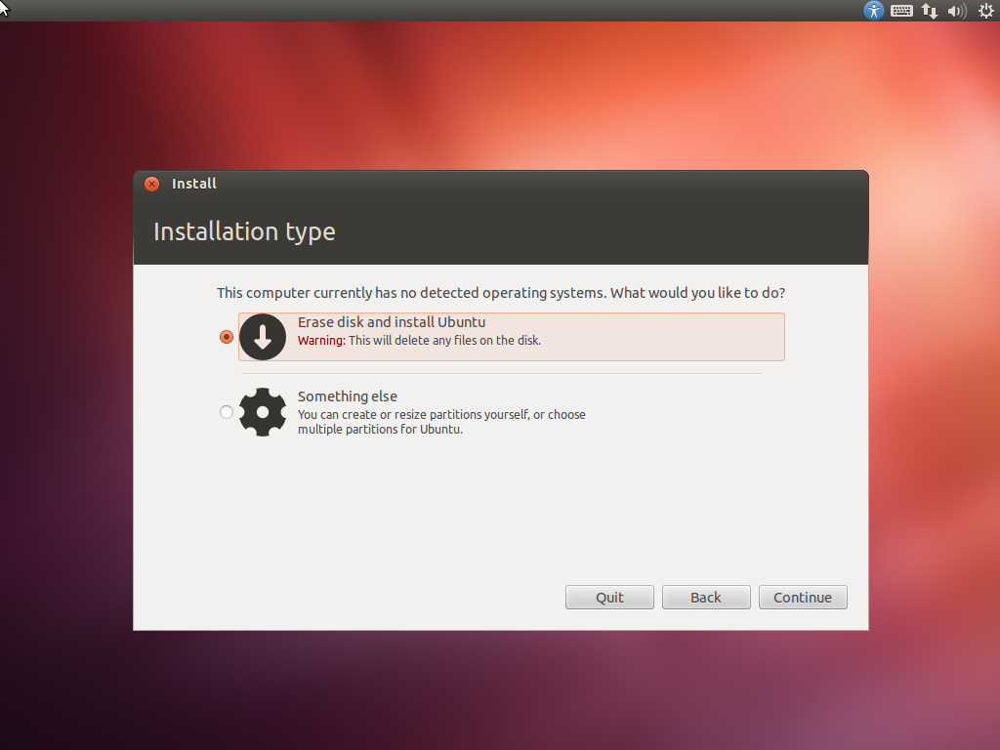 Install
Installation type
This computer currently has no detected operating systems. What would you like to do?
Erase disk and install Ubuntu
Warning: This will delete any files on the disk.
Something else
You can create or resize partitions yourself, or choose
multiple partitions for Ubuntu.
Quit Back Continue